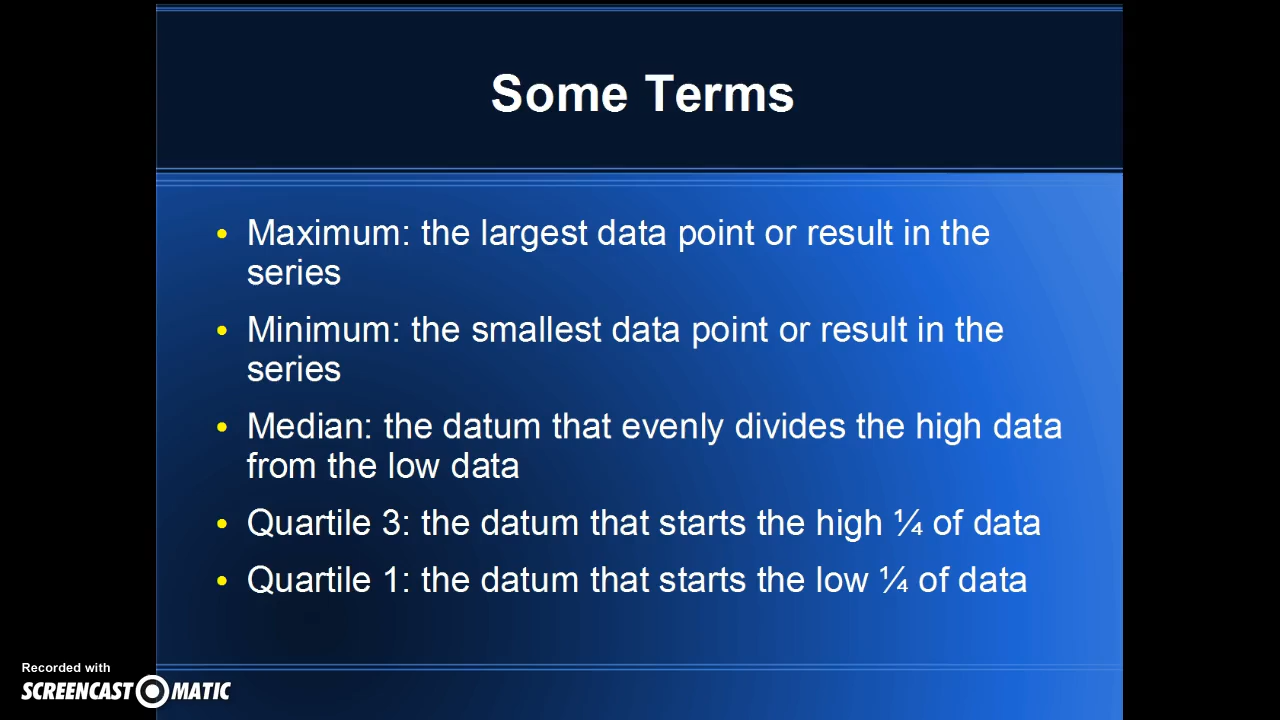 Some Terms
• Maximum: the largest data point or result in the
series
• Minimum: the smallest data point or result in the
series
• Median: the datum that evenly divides the high data
from the low data
• Quartile 3: the datum that starts the high ¼ of data
• Quartile 1: the datum that starts the low ¼ of data
Recorded with
SCREENCAST MATIC